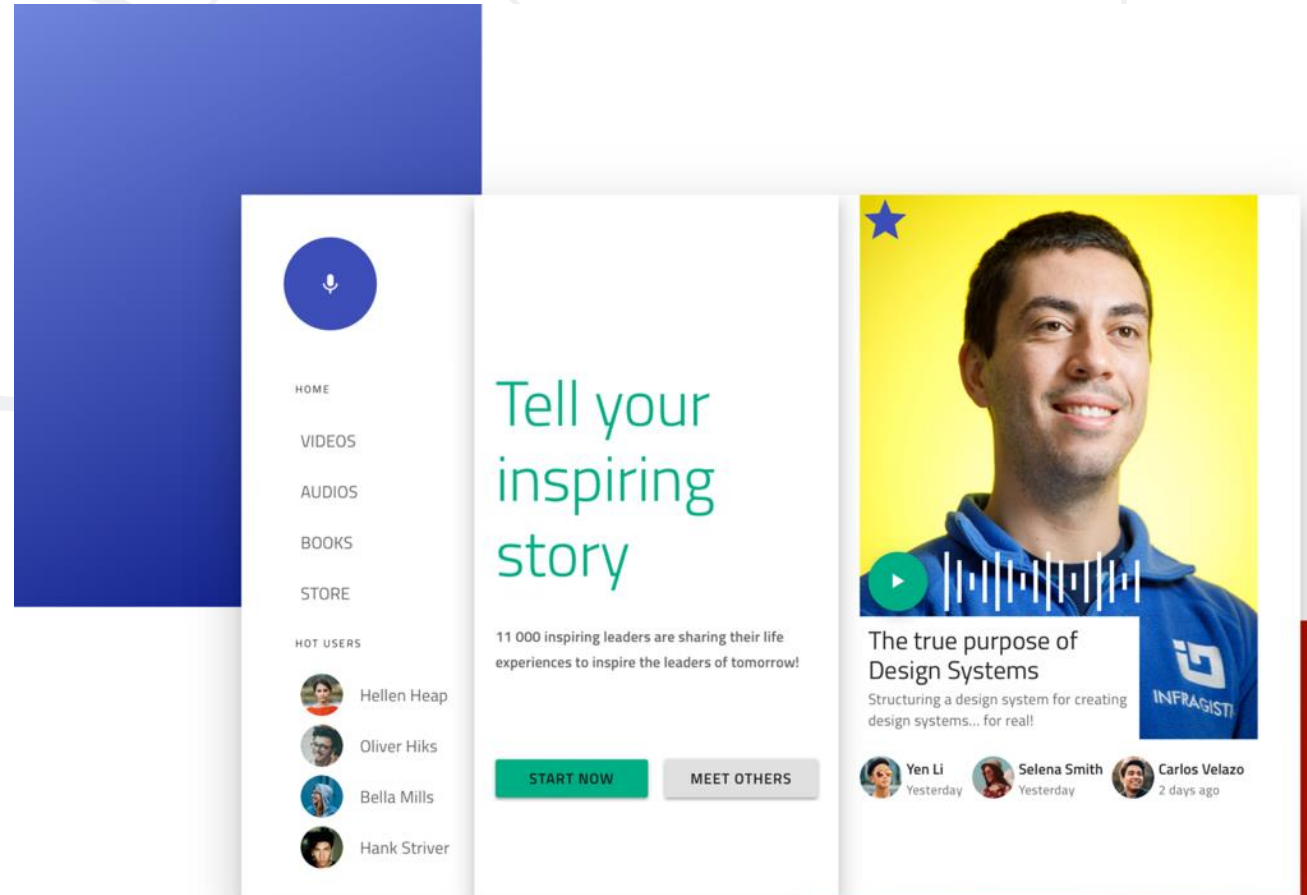 HOME
VIDEOS
AUDIOS
BOOKS
STORE
HOT USERS
Hellen Heap
Oliver Hiks
Bella Mills
Hank Striver
Tell your
inspiring
story
11 000 inspiring leaders are sharing their life
experiences to inspire the leaders of tomorrow!
START NOW
MEET OTHERS
INFRAGISTI
The true purpose of
Design Systems
Structuring a design system for creating
design systems... for real!
Yen Li
Yesterday
Selena Smith
Yesterday
Carlos Velazo
2 days ago